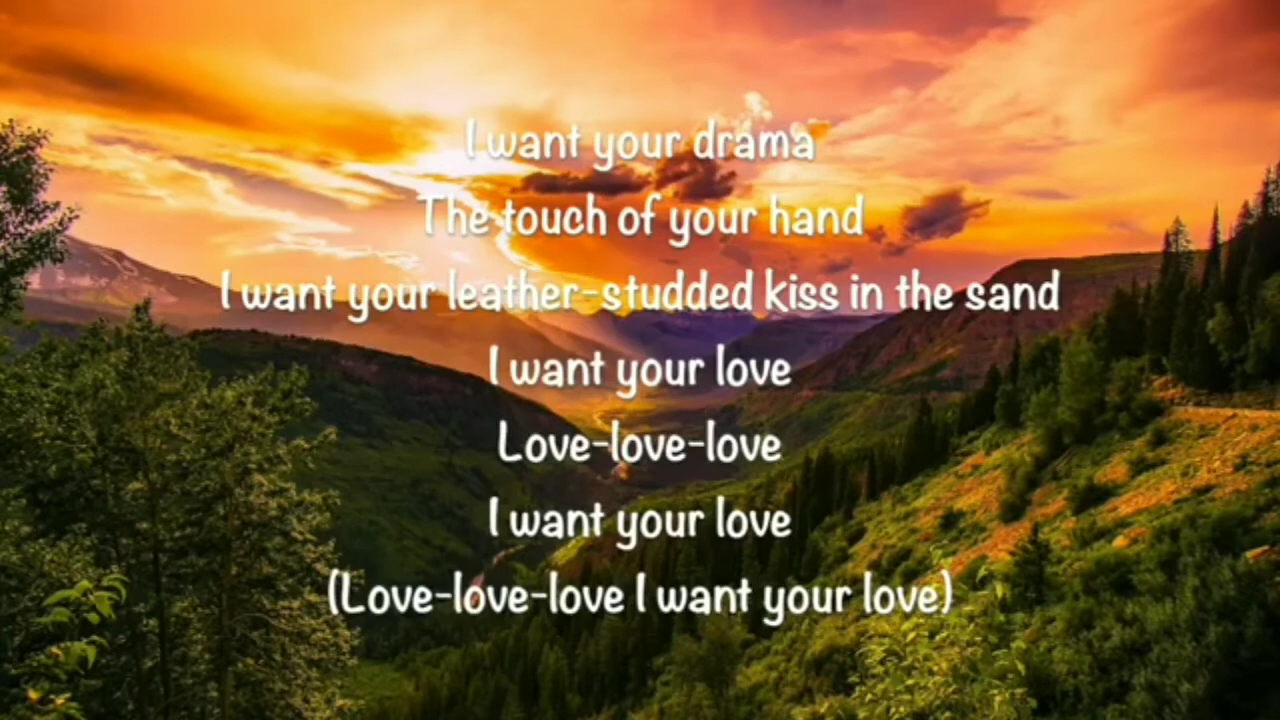 I want your drama
The touch of your hand
I want your leather-studded kiss in the sand
I want your love
Love-love-love
I want your love
(Love-love-love I want your love)